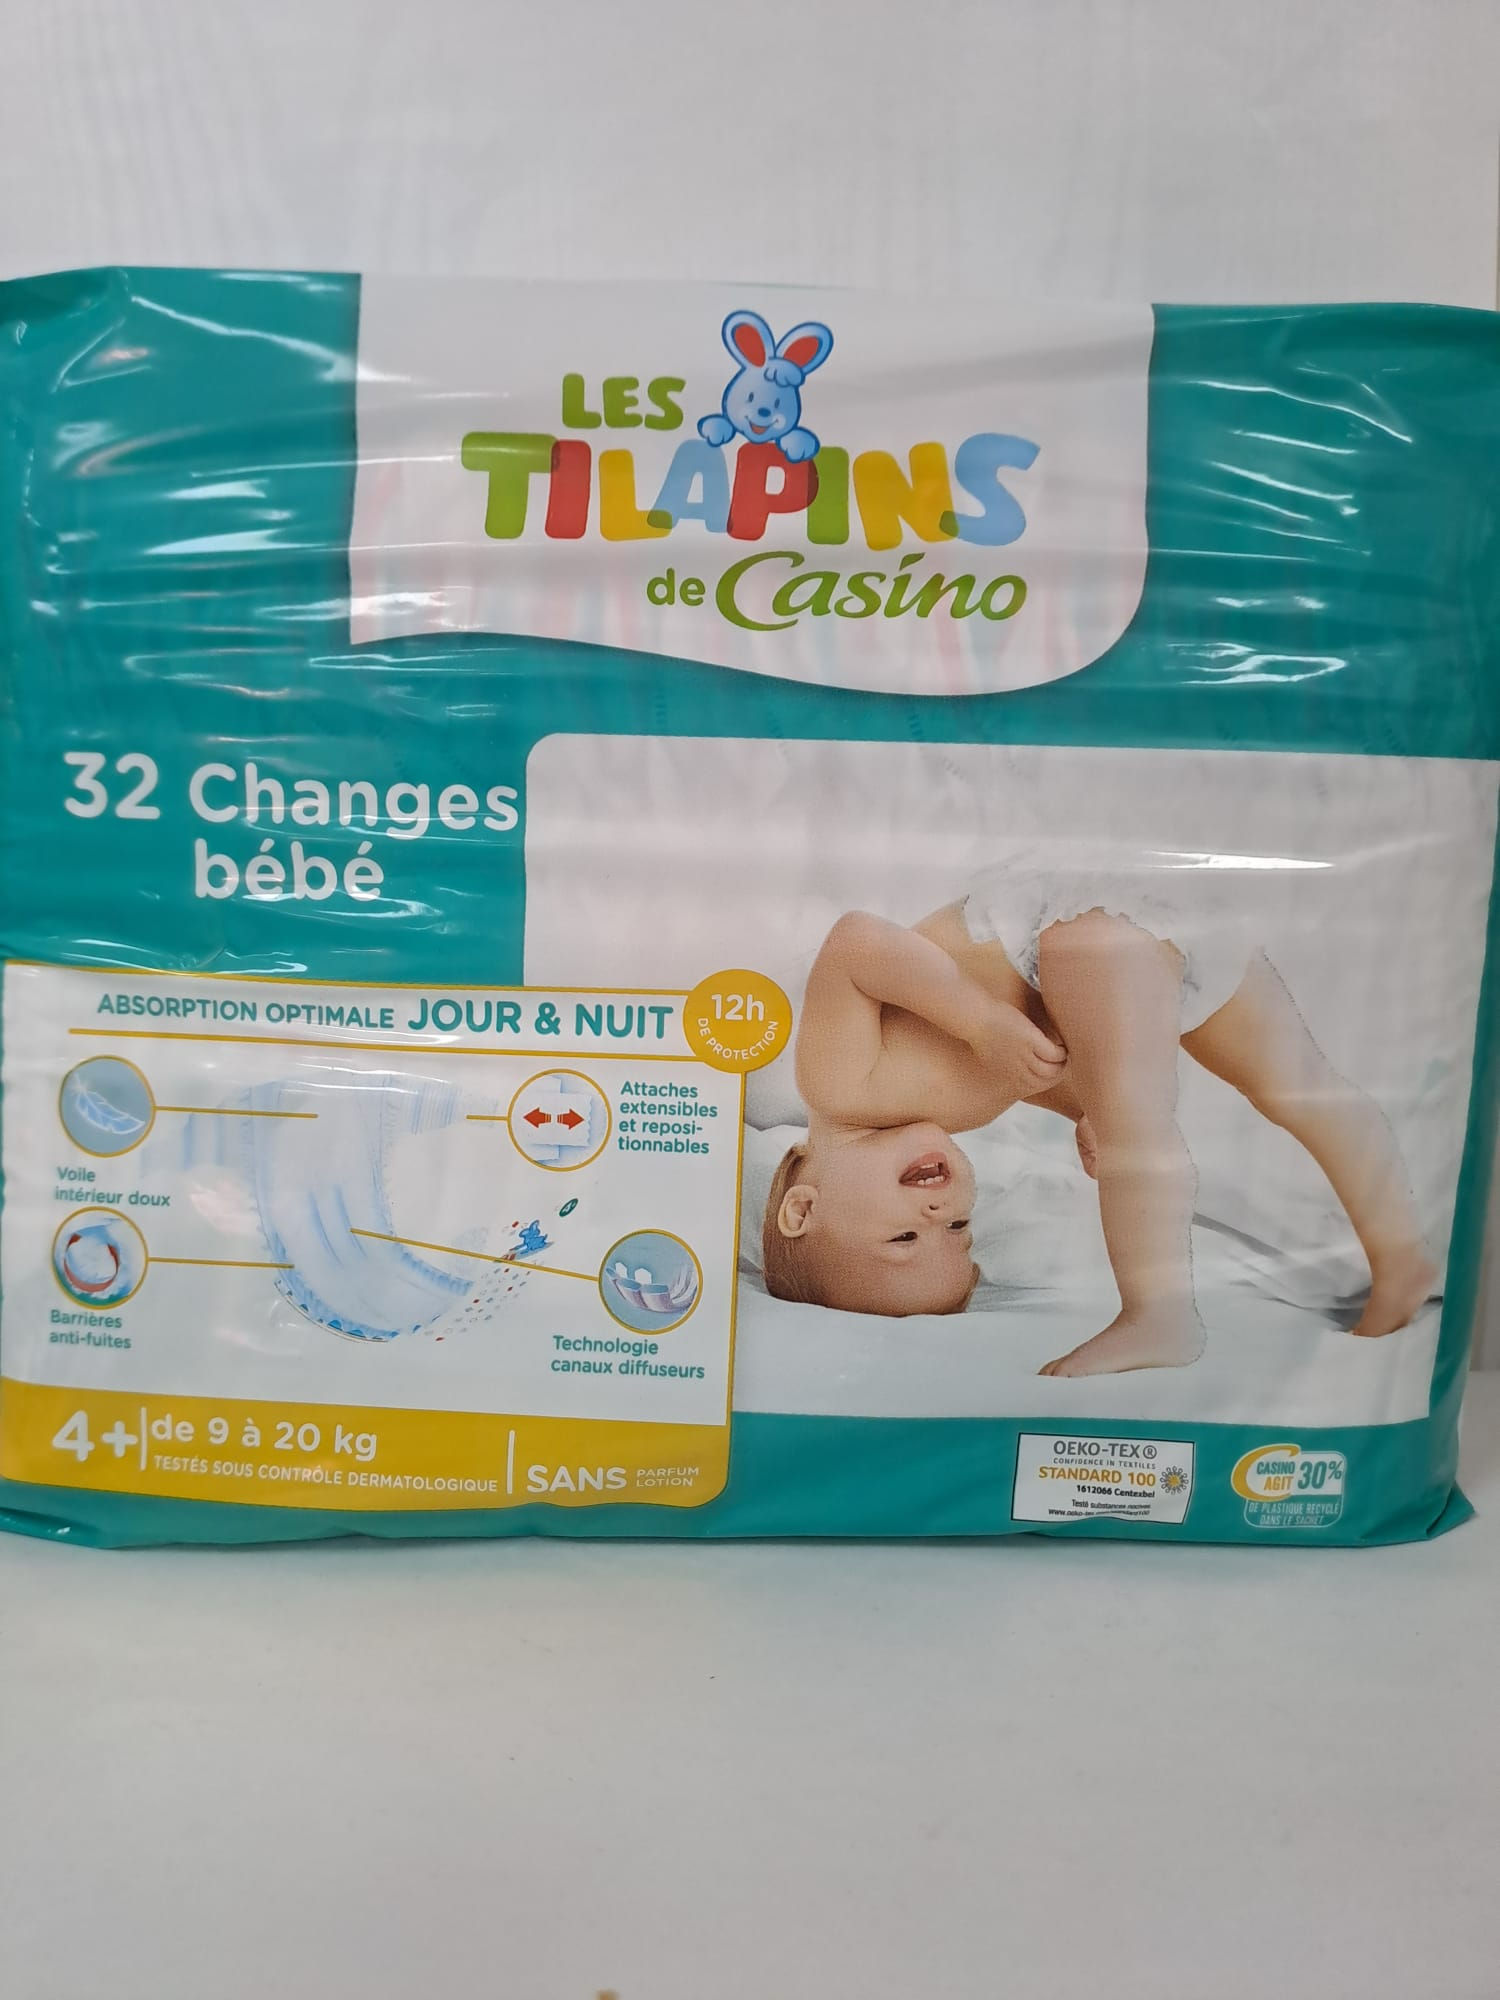 LES
TILAPINS
de Casino
32 Changes
bébé
ABSORPTION OPTIMALE JOUR & NUIT
12h
DE PROTECTION
Attaches
extensibles
et reposi-
tionnables
Voile
intérieur doux
Barrières
anti-fuites
Technologie
canaux diffuseurs
4+
de 9 à 20 kg
TESTÉS SOUS CONTRÔLE DERMATOLOGIQUE
SANS PARFUM
LOTION
OEKO-TEX®
CONFIDENCE IN TEXTILES
STANDARD 100
1612066 Centexbel
Testé substances nocives
CASINO
AGIT 30%
DE PLASTIQUE RECYCLÉ
DANS LE SACHET